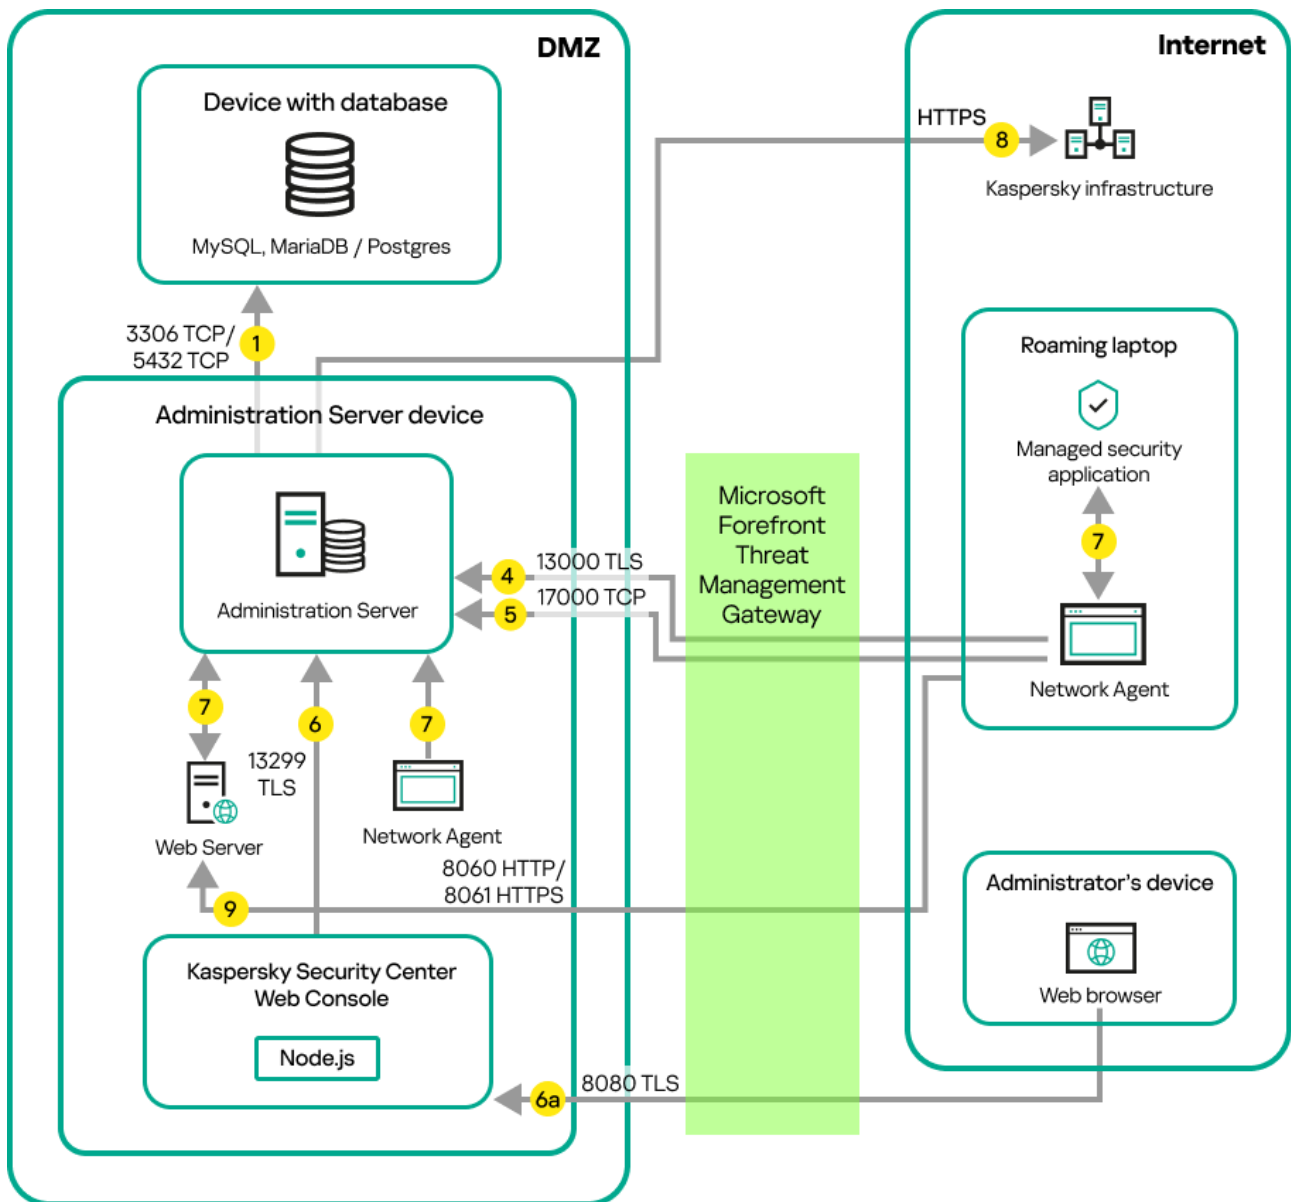 DMZ
Device with database
MySQL, MariaDB / Postgres
3306 TCP/
5432 TCP
1
Administration Server device
Administration Server
4
13000 TLS
5
17000 TCP
7
6
7
13299
TLS
Web Server
Network Agent
8060 HTTP/
8061 HTTPS
9
Kaspersky Security Center
Web Console
Node.js
6a
8080 TLS
Microsoft
Forefront
Threat
Management
Gateway
Internet
HTTPS
8
Kaspersky infrastructure
Roaming laptop
Managed security
application
7
Network Agent
Administrator's device
Web browser